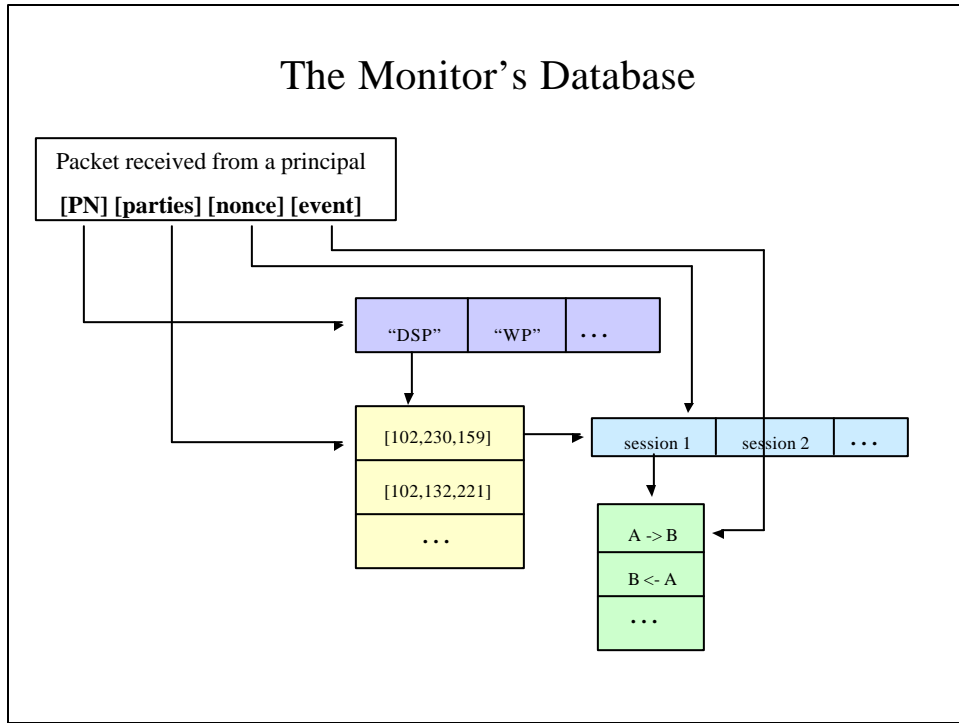 The Monitor’s Database
Packet received from a principal
[PN] [parties] [nonce] [event]
“DSP” “WP” ...
[102,230,159]
session 1 session 2 ...
[102,132,221]
...
A -> B
B <- A
...